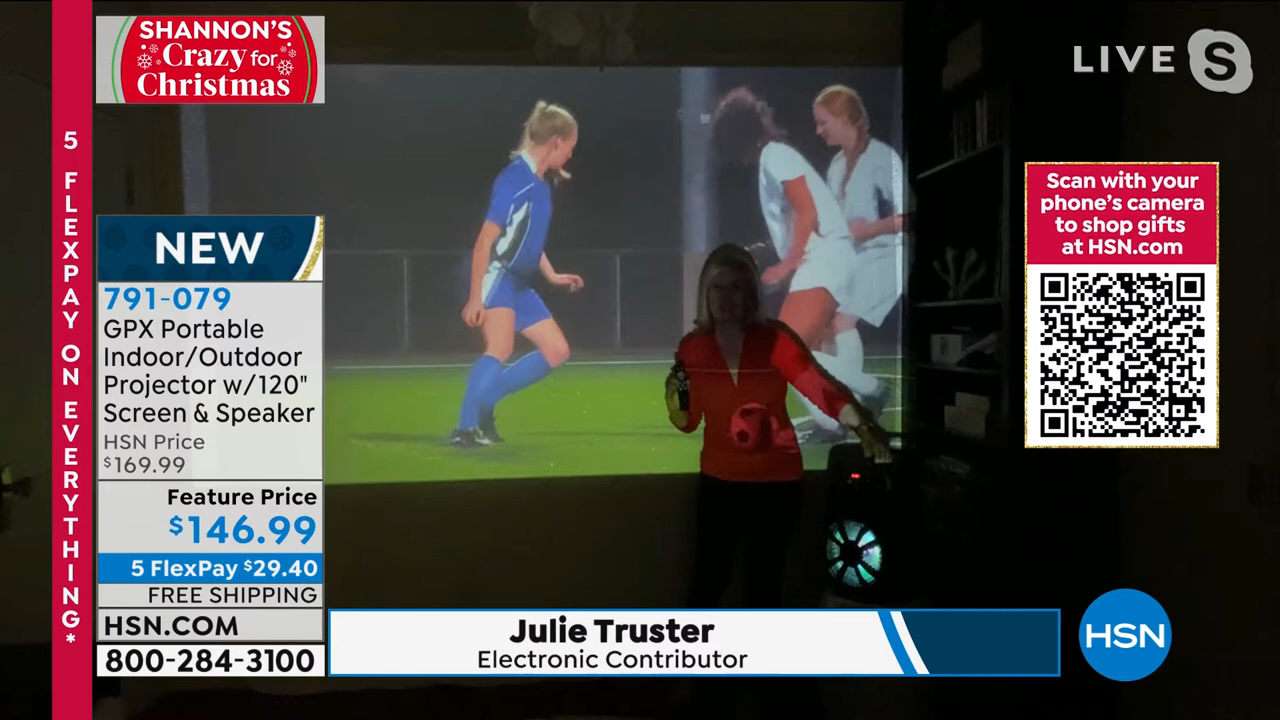 SHANNON'S
Crazy for
Christmas
LIVE S
5 FLEXPAY ON EVERYTHING*
NEW
791-079
GPX Portable
Indoor/Outdoor
Projector w/120"
Screen & Speaker
HSN Price
$169.99
Feature Price
$146.99
5 FlexPay $29.40
FREE SHIPPING
HSN.COM
800-284-3100
Scan with your
phone's camera
to shop gifts
at HSN.com
Julie Truster
Electronic Contributor
HSN